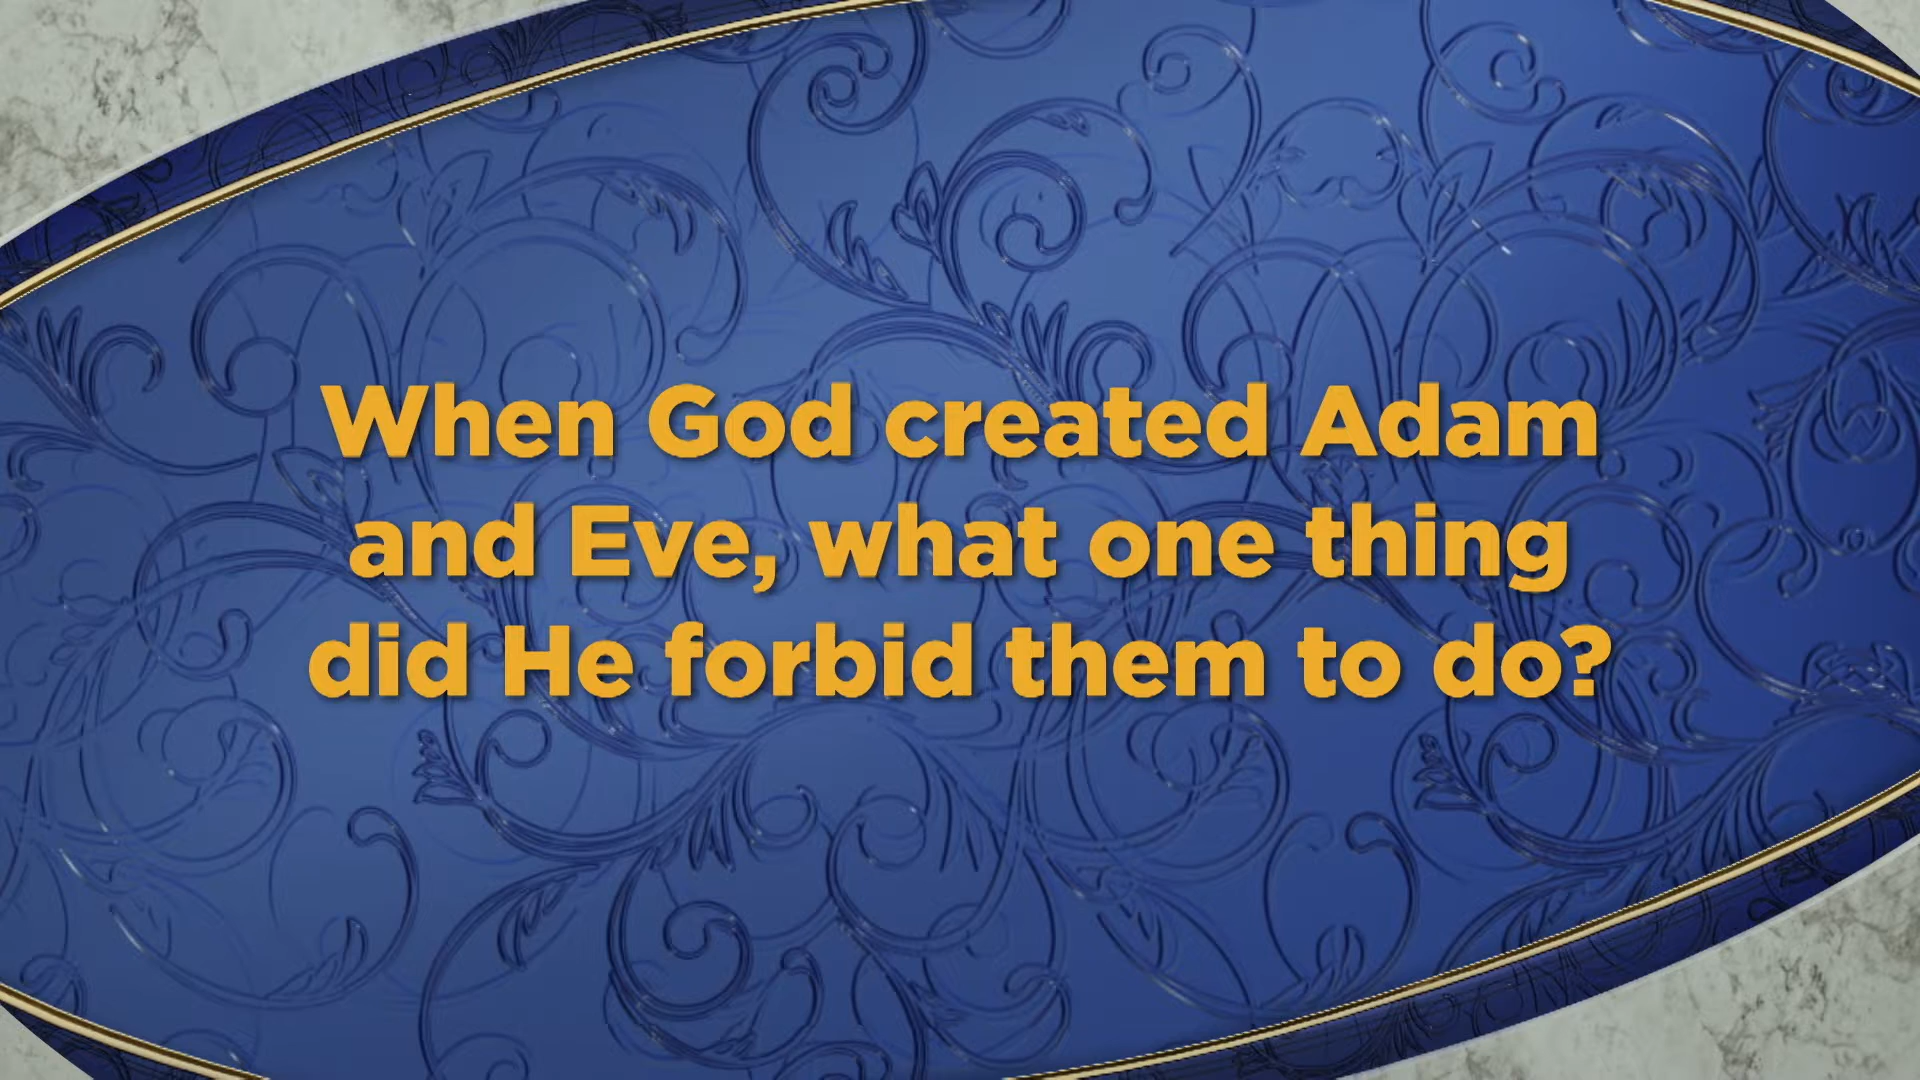 When God created Adam
and Eve, what one thing
did He forbid them to do?